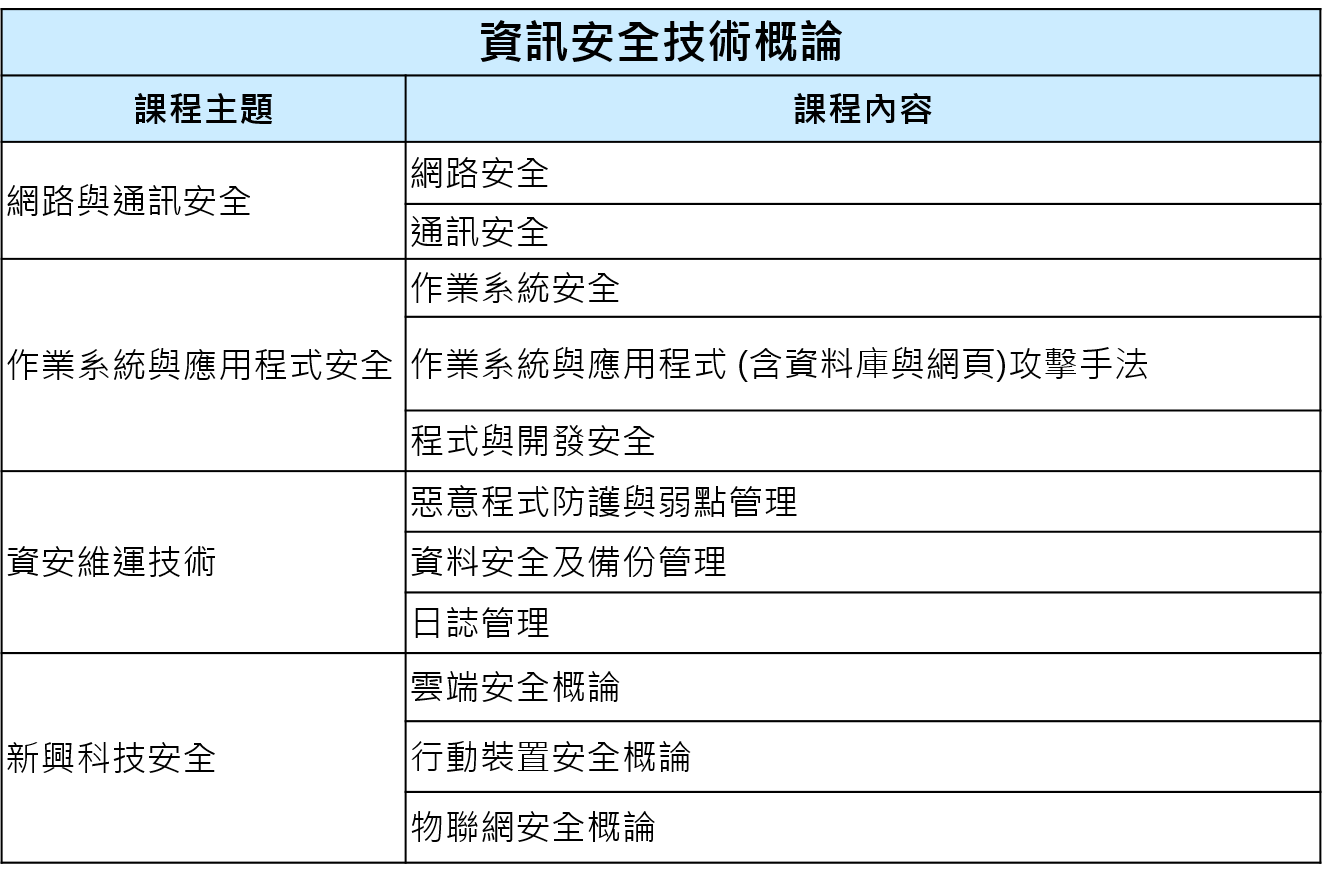 資訊安全技術概論
課程主題
課程內容
網路與通訊安全
網路安全
通訊安全
作業系統與應用程式安全
作業系統安全
作業系統與應用程式 (含資料庫與網頁)攻擊手法
程式與開發安全
資安維運技術
惡意程式防護與弱點管理
資料安全及備份管理
日誌管理
新興科技安全
雲端安全概論
行動裝置安全概論
物聯網安全概論